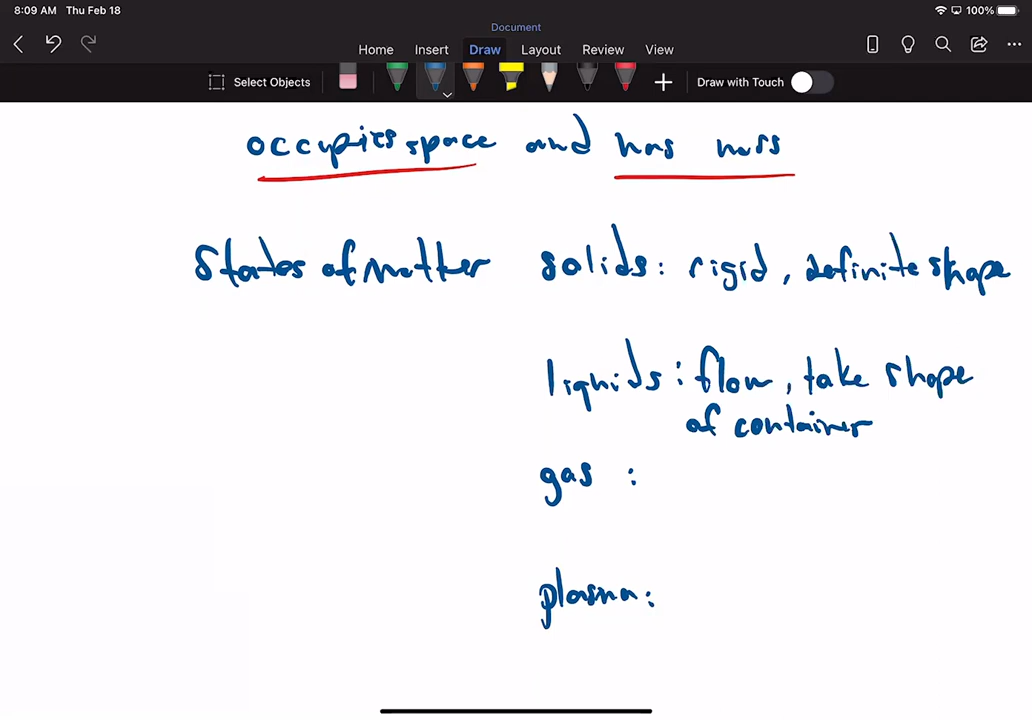 8:09 AM Thu Feb 18 100%
Document
Home Insert Draw Layout Review View
Select Objects Draw with Touch
occupies space and has mass
States of matter solids: rigid, definite shape
liquids: flow, take shape
of container
gas :
plasma: